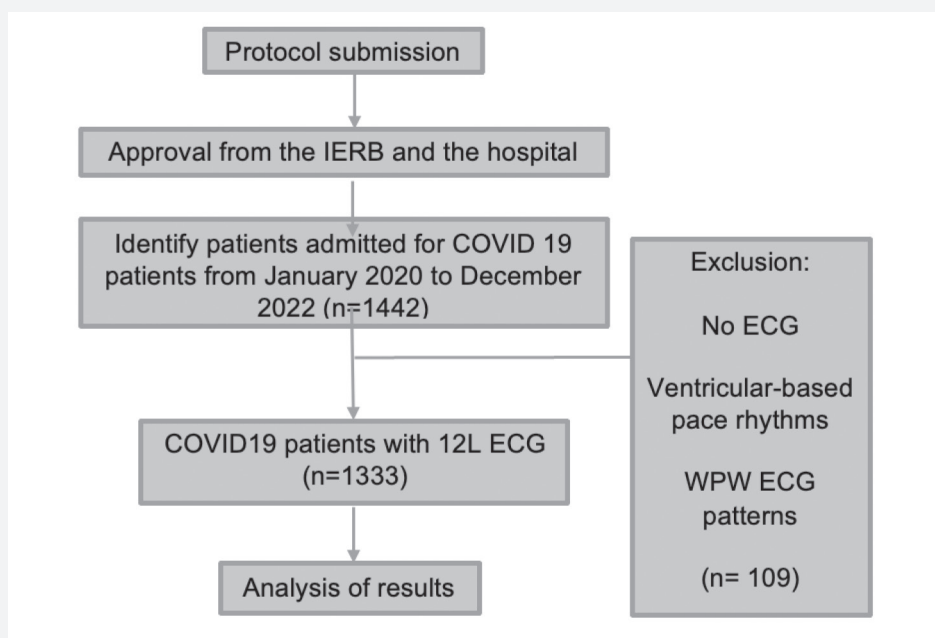 Protocol submission
Approval from the IERB and the hospital
Identify patients admitted for COVID 19
patients from January 2020 to December
2022 (n=1442)
Exclusion:
No ECG
Ventricular-based
pace rhythms
WPW ECG
patterns
(n= 109)
COVID19 patients with 12L ECG
(n=1333)
Analysis of results